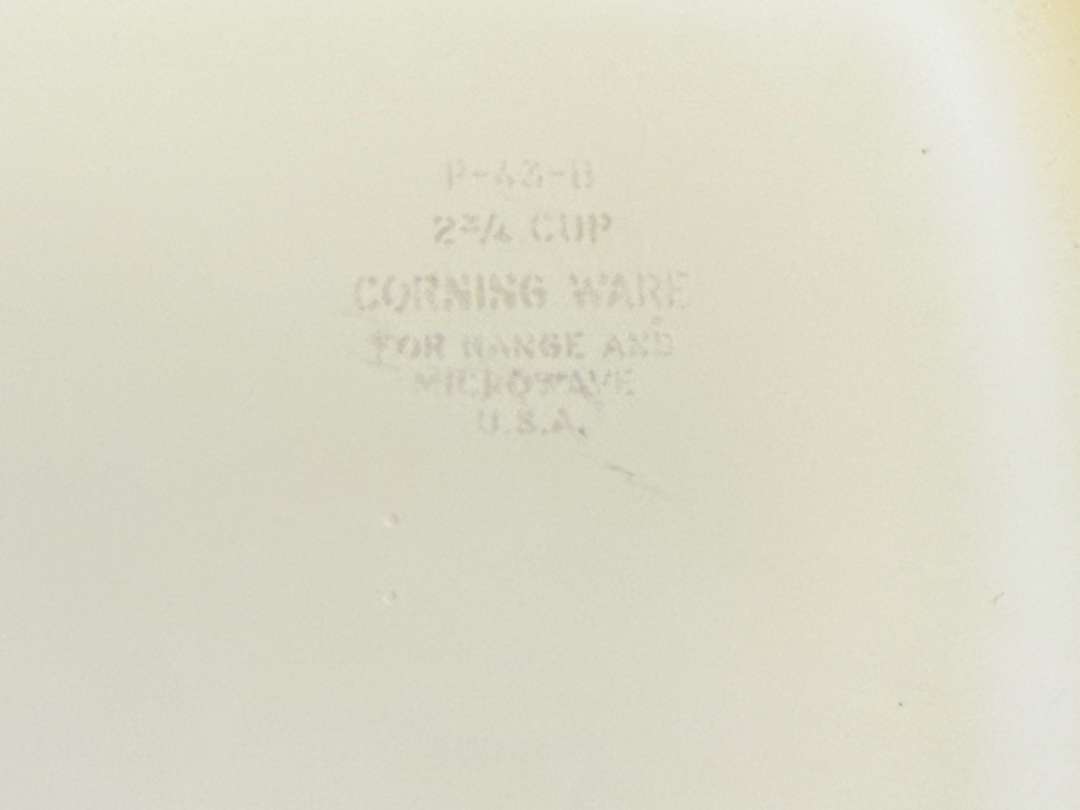 P-43-B
2¾ CUP
CORNING WARE
FOR RANGE AND
MICROWAVE
U.S.A.